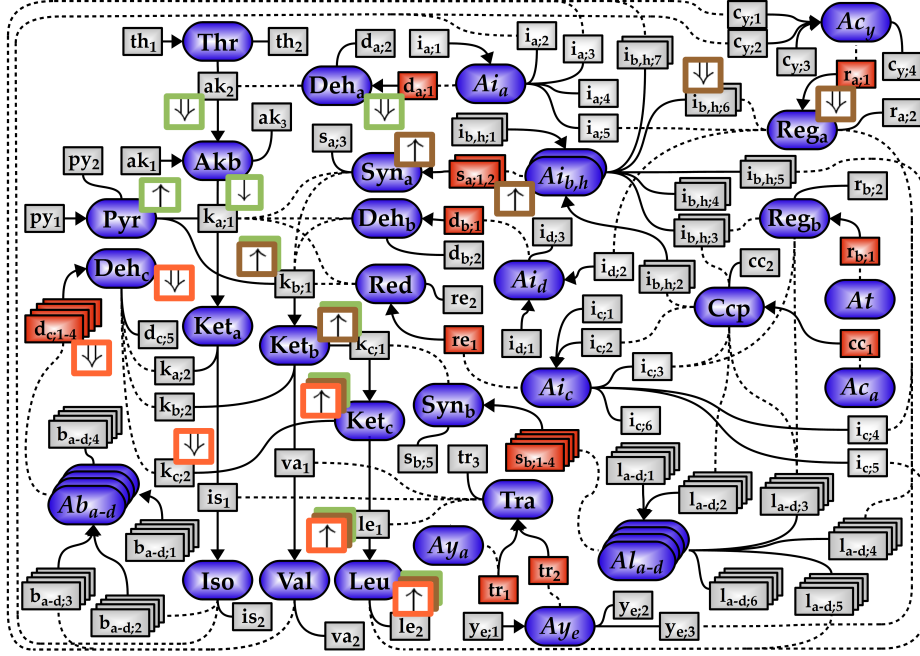 th1 Thr th2 da;2 ia;1 ia;2 ia;3 ib,h;7 cy;1 Acy
cy;2 cy;3 cy;4
ak2 Deha da;1 Aia ia;4 ib,h;6 ra;1
ak3 sa;3 ib,h;1 ia;5 Rega ra;2
py2 ak1 Akb Syna sa;1,2 Aib,h ib,h;5 rb;2
ib,h;4
py1 Pyr ka;1 Dehb db;1 id;3 ib,h;3 Regb
db;2 rb;1
Dehc kb;1 Red re2 Aid id;2 ib,h;2 cc2 At
dc;1-4 dc;5 Keta Ketb kc;1 re1 id;1 ic;1 Ccp cc1
ic;2
ka;2 ic;3 Aca
kb;2 Ketc Synb Aic
ba-d;4 ic;6 ic;4
kc;2 va1 sb;5 tr3 sb;1-4 la-d;1 ic;5
Aba-d is1 Tra la-d;2 la-d;3
le1 la-d;4
ba-d;1 Aya Ala-d
ba-d;3 Iso Val Leu tr1 tr2 la-d;6 la-d;5
ba-d;2 is2 va2 le2 ye;1 Aye ye;2 ye;3